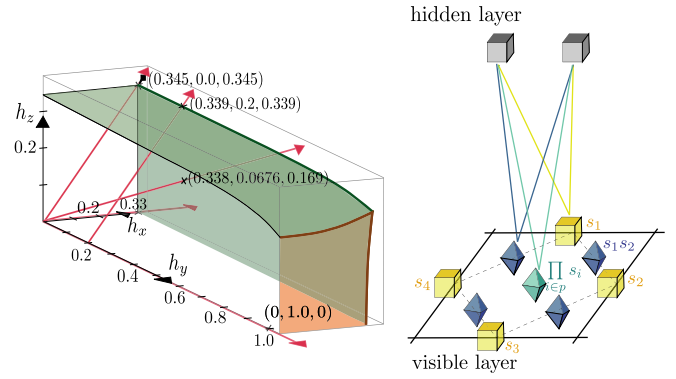 hidden layer
(0.345, 0.0, 0.345)
(0.339, 0.2, 0.339)
h_z
0.2
(0.338, 0.0676, 0.169)
0.2
0.33
h_x
0.2
h_y
0.4
0.6
0.8
(0, 1.0, 0)
1.0
s_1
s_1 s_2
∏_{i∈p} s_i
s_4
s_2
s_3
visible layer